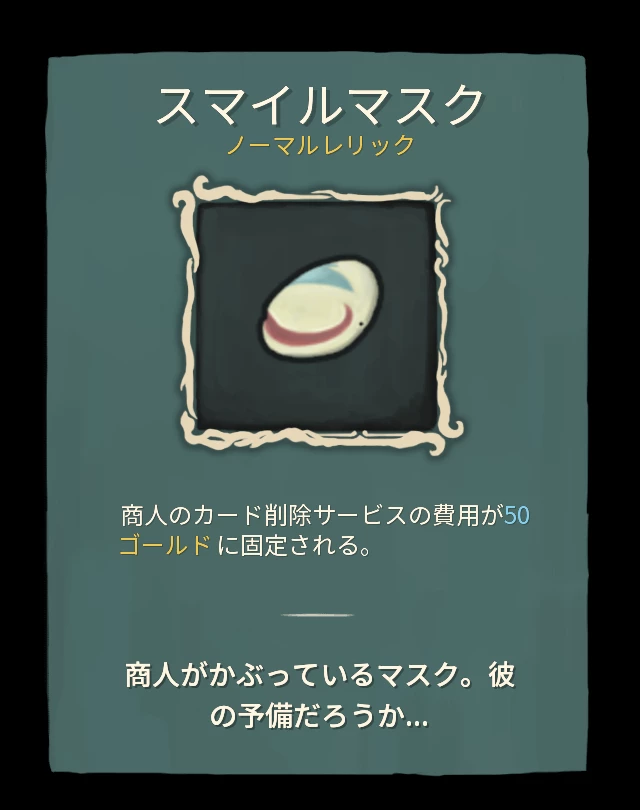 スマイルマスク
ノーマルレリック
商人のカード削除サービスの費用が50
ゴールドに固定される。
商人がかぶっているマスク。彼
の予備だろうか...